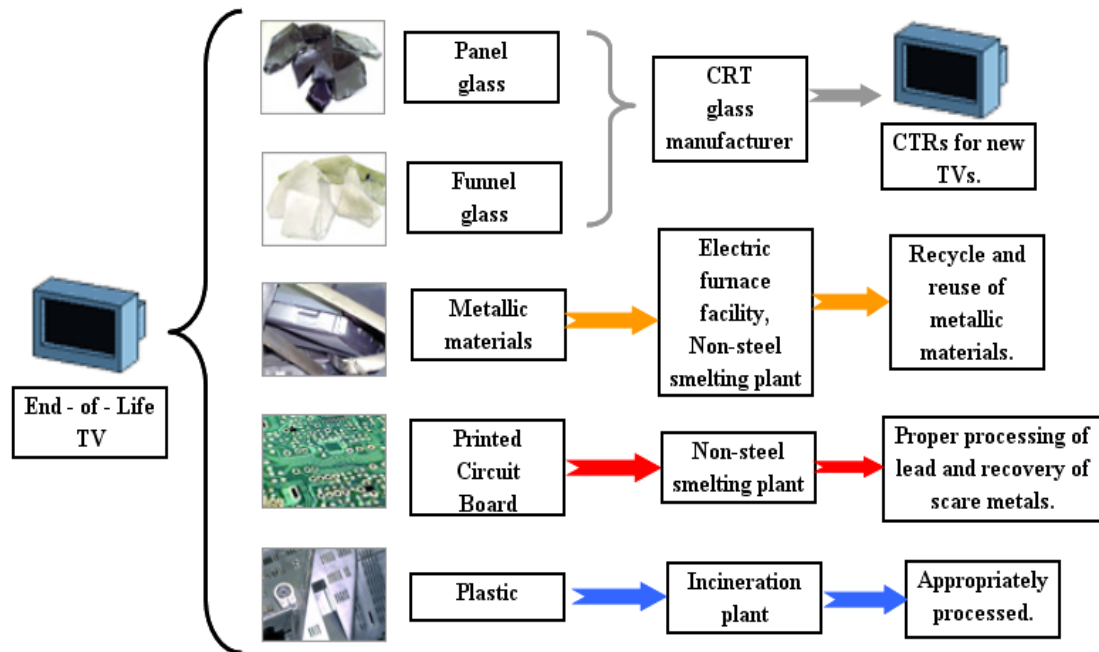 Panel
glass
CRT
glass
manufacturer
CTRs for new
TVs.
Funnel
glass
End - of - Life
TV
Metallic
materials
Electric
furnace
facility,
Non-steel
smelting plant
Recycle and
reuse of
metallic
materials.
Printed
Circuit
Board
Non-steel
smelting plant
Proper processing of
lead and recovery of
scare metals.
Plastic
Incineration
plant
Appropriately
processed.